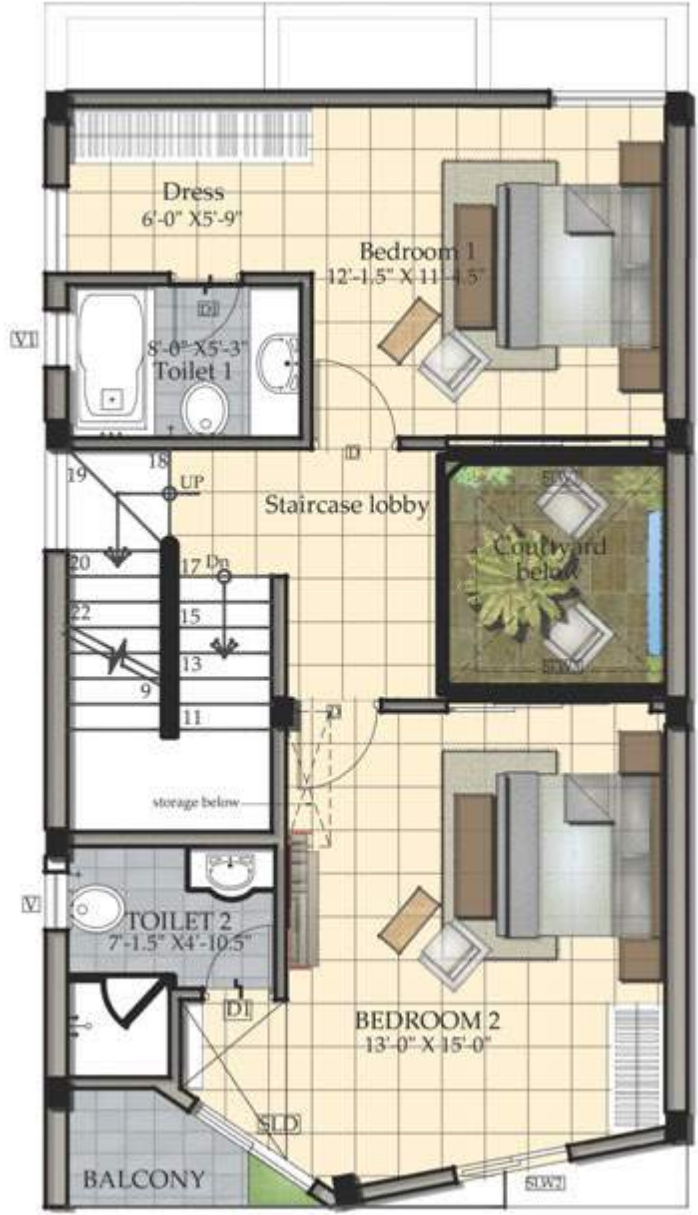 Dress
6'-0" X5'-9"
Bedroom 1
12'-1.5" X 11'-4.5"
D1
V1
8'-0" X5'-3"
Toilet 1
D
18
19
UP
Staircase lobby
Courtyard
below
20
17
Dn
22
15
13
9
11
D
storage below
V
TOILET 2
7'-1.5" X4'-10.5"
D1
BEDROOM 2
13'-0" X 15'-0"
SLD
BALCONY
SLW2